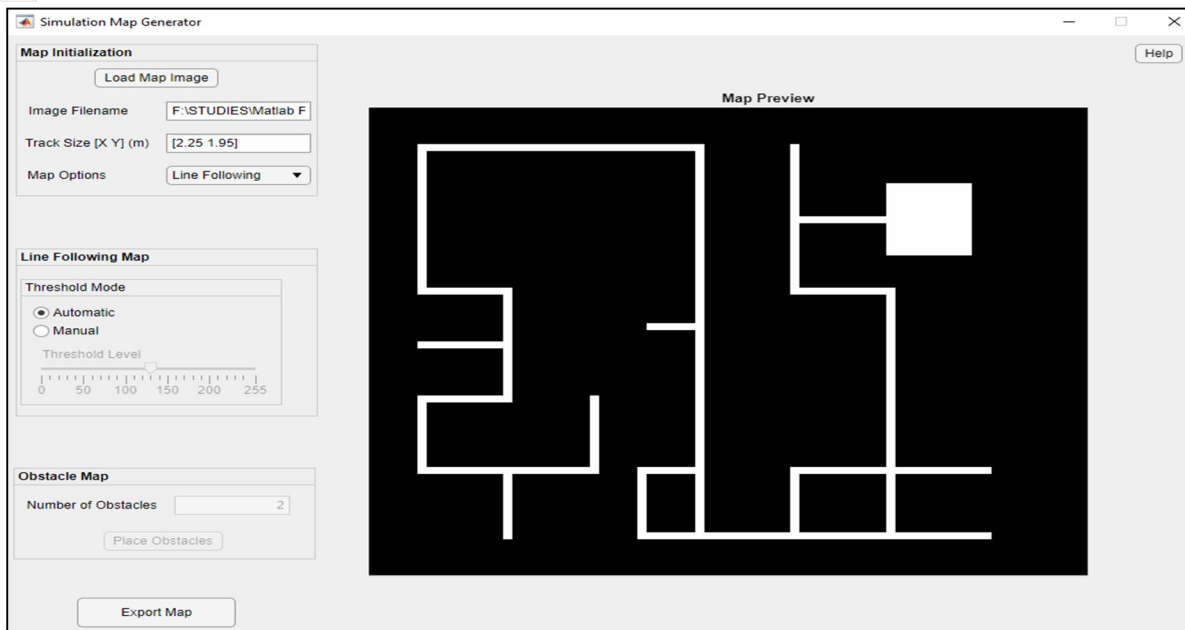 Simulation Map Generator
Map Initialization
Load Map Image
Image Filename F:\STUDIES\Matlab F
Track Size [X Y] (m) [2.25 1.95]
Map Options Line Following
Line Following Map
Threshold Mode
Automatic
Manual
Threshold Level
0 50 100 150 200 255
Obstacle Map
Number of Obstacles 2
Place Obstacles
Export Map
Help
Map Preview